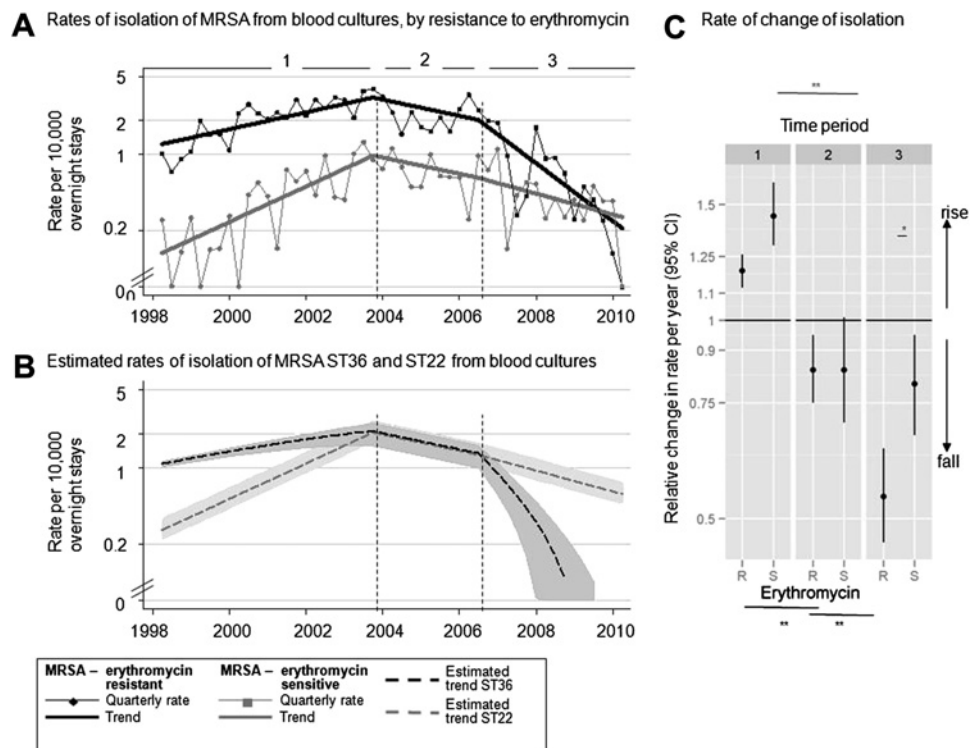 A Rates of isolation of MRSA from blood cultures, by resistance to erythromycin
1 2 3
Rate per 10,000
overnight stays
5
2
1
0.2
0
0
1998 2000 2002 2004 2006 2008 2010
B Estimated rates of isolation of MRSA ST36 and ST22 from blood cultures
Rate per 10,000
overnight stays
5
2
1
0.2
0
1998 2000 2002 2004 2006 2008 2010
MRSA – erythromycin
resistant
Quarterly rate
Trend
MRSA – erythromycin
sensitive
Quarterly rate
Trend
Estimated
trend ST36
Estimated
trend ST22
C Rate of change of isolation
**
Time period
1 2 3
Relative change in rate per year (95% CI)
1.5
1.25
1.1
1
0.9
0.75
0.5
*
rise
fall
R S R S R S
Erythromycin
** **